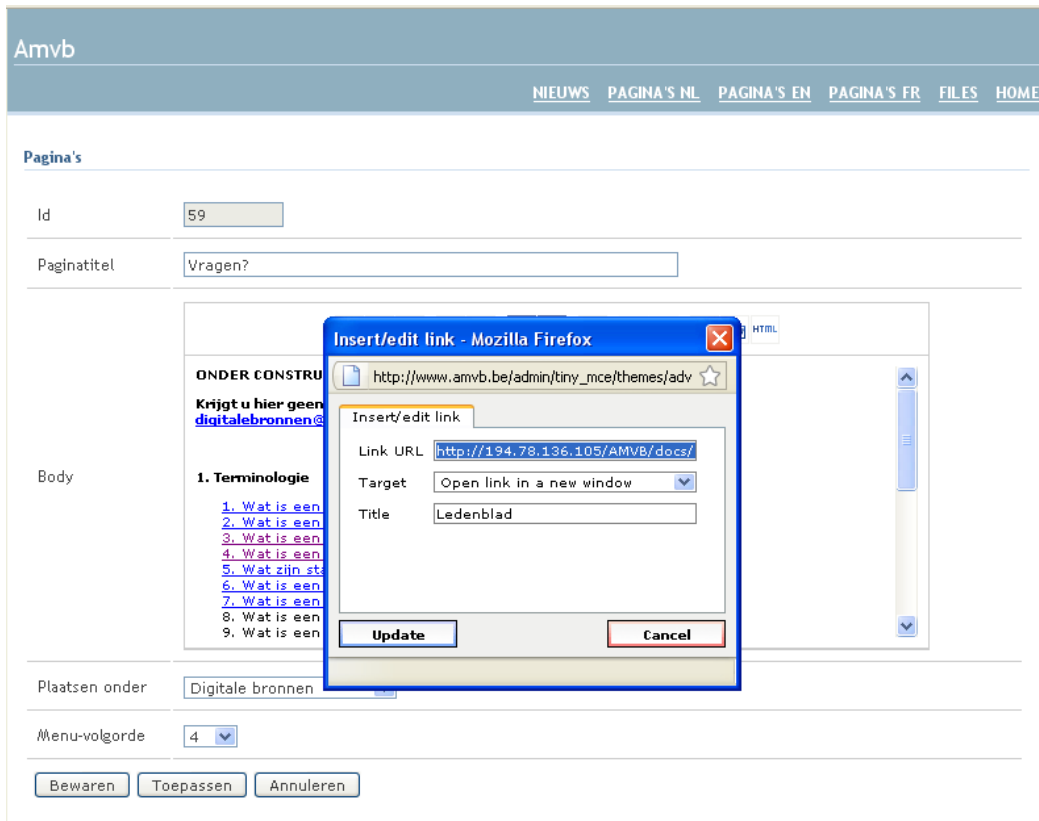 Amvb
NIEUWS PAGINA'S NL PAGINA'S EN PAGINA'S FR FILES HOME
Pagina's
Id 59
Paginatitel Vragen?
HTML
Insert/edit link - Mozilla Firefox
http://www.amvb.be/admin/tiny_mce/themes/adv
Insert/edit link
Link URL http://194.78.136.105/AMVB/docs/
Target Open link in a new window
Title Ledenblad
Update Cancel
Body
ONDER CONSTRU
Krijgt u hier geen
digitalebronnen@
1. Terminologie
1. Wat is een
2. Wat is een
3. Wat is een
4. Wat is een
5. Wat zijn sta
6. Wat is een
7. Wat is een
8. Wat is een
9. Wat is een
Plaatsen onder Digitale bronnen
Menu-volgorde 4
Bewaren Toepassen Annuleren